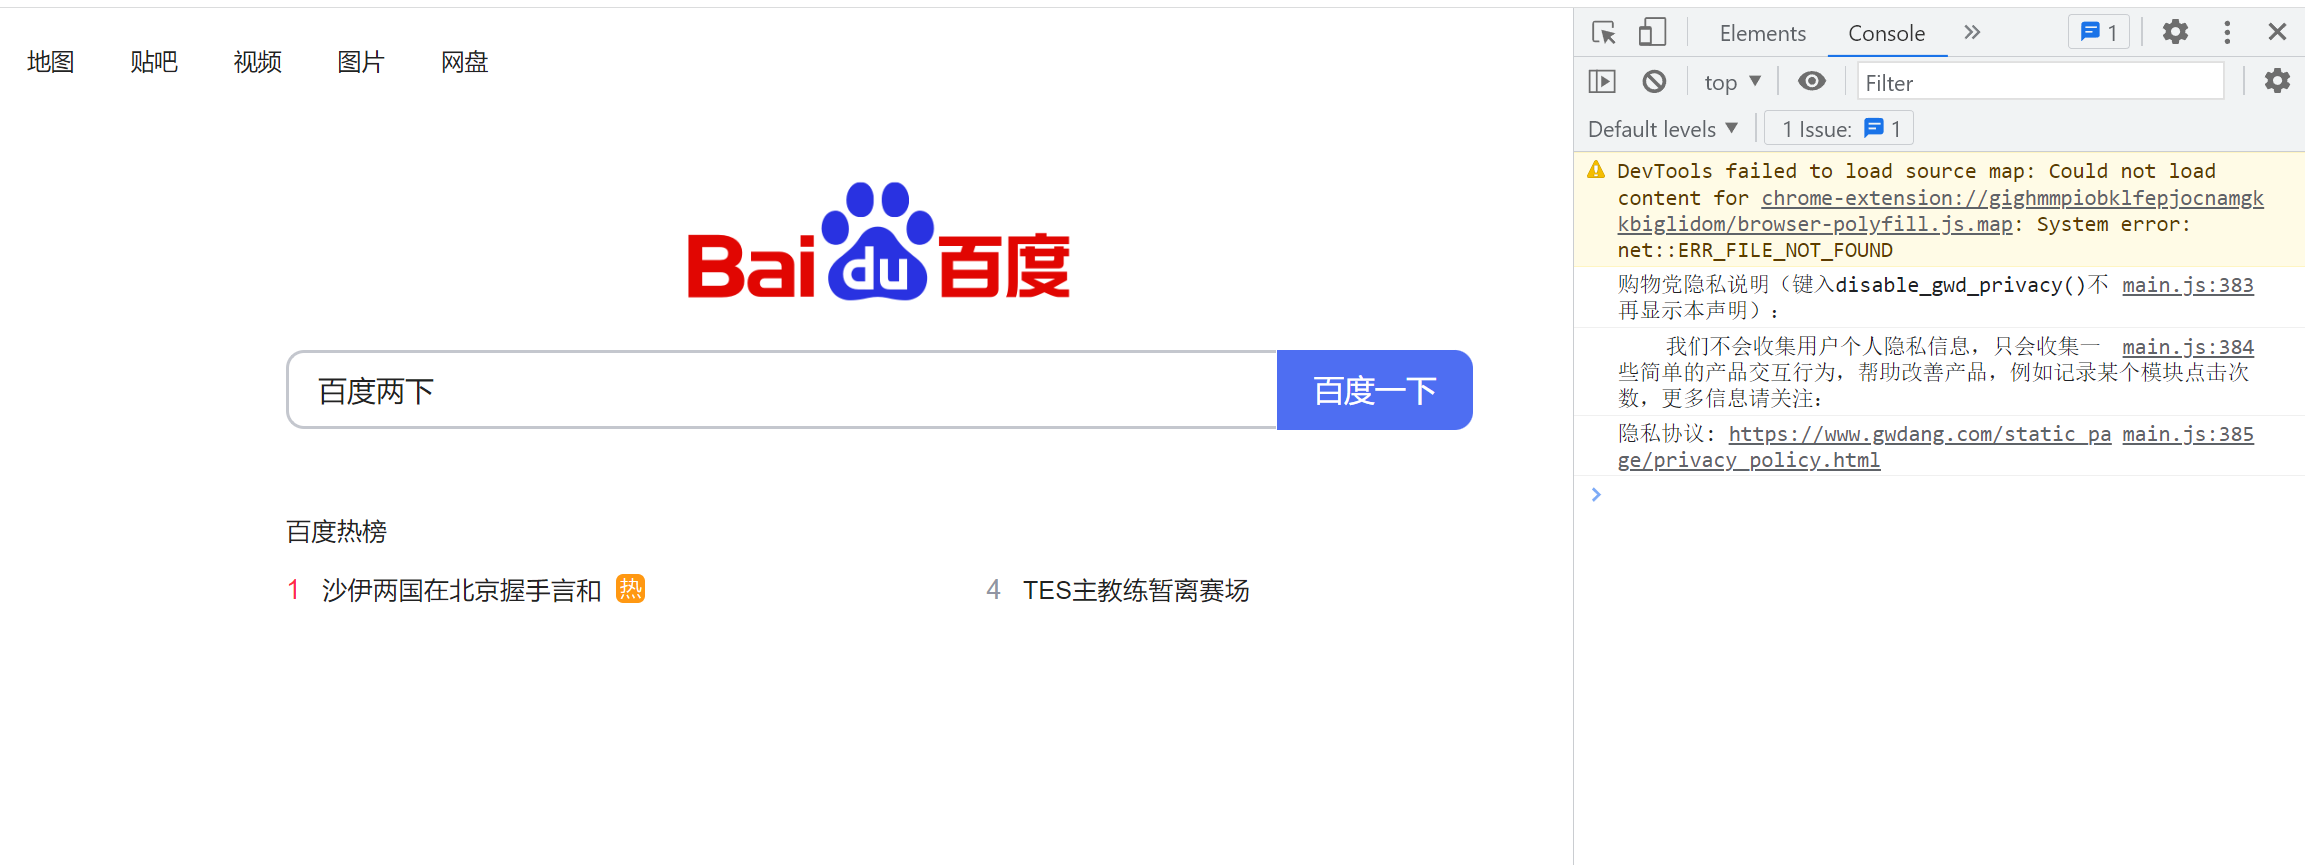 地图 贴吧 视频 图片 网盘
Bai du 百度
百度两下 百度一下
百度热榜
1 沙伊两国在北京握手言和 热
4 TES主教练暂离赛场
Elements Console 1
top Filter
Default levels 1 Issue: 1
DevTools failed to load source map: Could not load
content for chrome-extension://gighmmpiobklfepjocnamgk
kbiglidom/browser-polyfill.js.map: System error:
net::ERR_FILE_NOT_FOUND
购物党隐私说明（键入disable_gwd_privacy()不 main.js:383
再显示本声明）：
我们不会收集用户个人隐私信息，只会收集一 main.js:384
些简单的产品交互行为，帮助改善产品，例如记录某个模块点击次
数，更多信息请关注：
隐私协议: https://www.gwdang.com/static_pa main.js:385
ge/privacy_policy.html